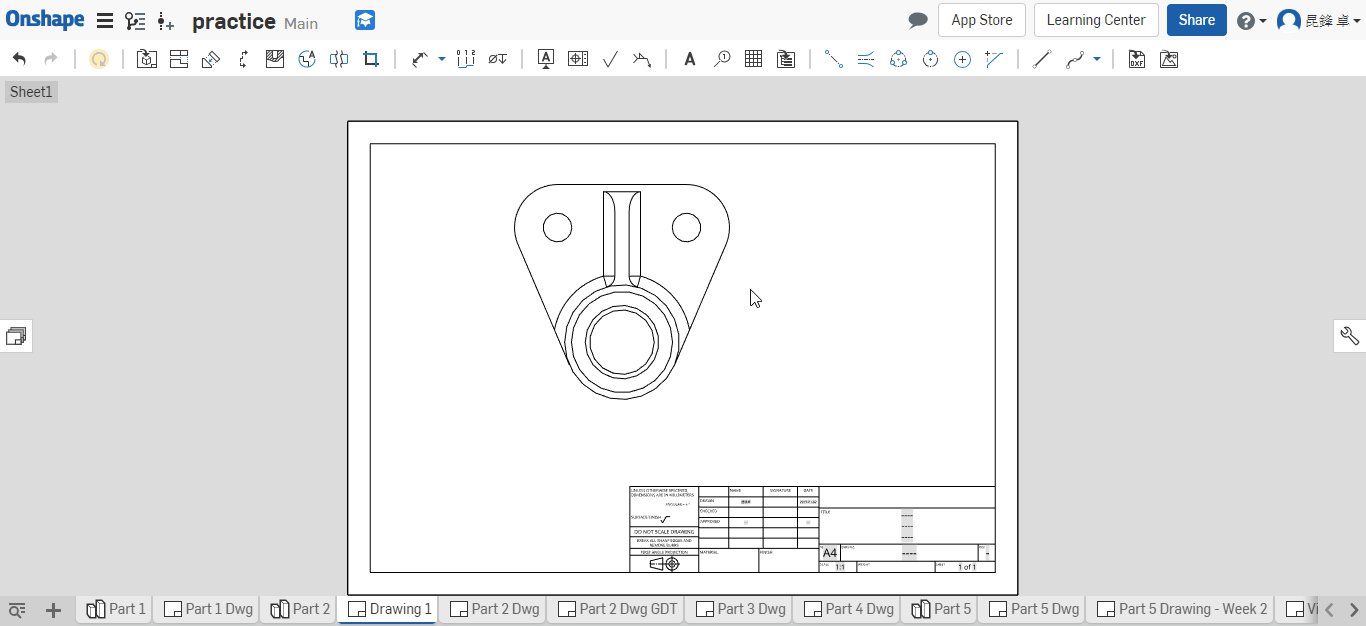 Onshape practice Main App Store Learning Center Share 昆鋒 卓
Sheet1
UNLESS OTHERWISE SPECIFIED,
DIMENSIONS ARE IN MILLIMETERS
SURFACE FINISH
DO NOT SCALE DRAWING
BREAK ALL SHARP EDGES AND
REMOVE BURRS
FIRST ANGLE PROJECTION
NAME SIGNATURE DATE
DRAWN
CHECKED
APPROVED
MATERIAL FINISH
TITLE
----
----
----
A4 ---- -
SCALE 1:1 WEIGHT SHEET 1 of 1
Part 1 Part 1 Dwg Part 2 Drawing 1 Part 2 Dwg Part 2 Dwg GDT Part 3 Dwg Part 4 Dwg Part 5 Part 5 Dwg Part 5 Drawing - Week 2 Vi